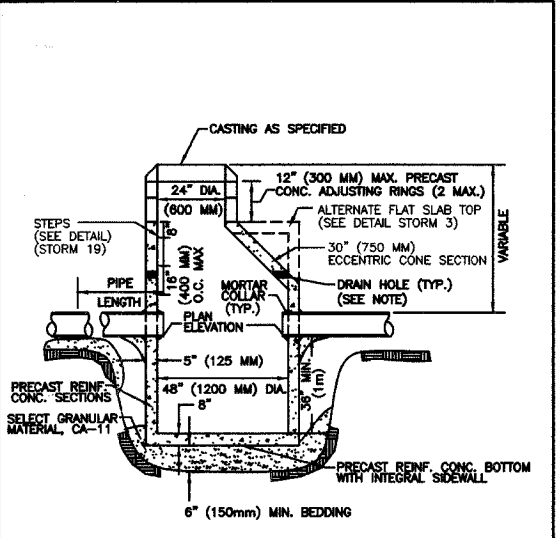 CASTING AS SPECIFIED
12" (300 MM) MAX. PRECAST
CONC. ADJUSTING RINGS (2 MAX.)
24" DIA.
(600 MM)
ALTERNATE FLAT SLAB TOP
(SEE DETAIL STORM 3)
VARIABLE
STEPS
(SEE DETAIL)
(STORM 19)
8"
16"
(400 MM)
O.C. MAX
30" (750 MM)
ECCENTRIC CONE SECTION
DRAIN HOLE (TYP.)
(SEE NOTE)
PIPE
LENGTH
MORTAR
COLLAR
(TYP.)
PLAN
ELEVATION
5" (125 MM)
48" (1200 MM) DIA.
36" MIN.
(1m)
PRECAST REINF.
CONC. SECTIONS
8"
SELECT GRANULAR
MATERIAL, CA-11
PRECAST REINF. CONC. BOTTOM
WITH INTEGRAL SIDEWALL
6" (150mm) MIN. BEDDING